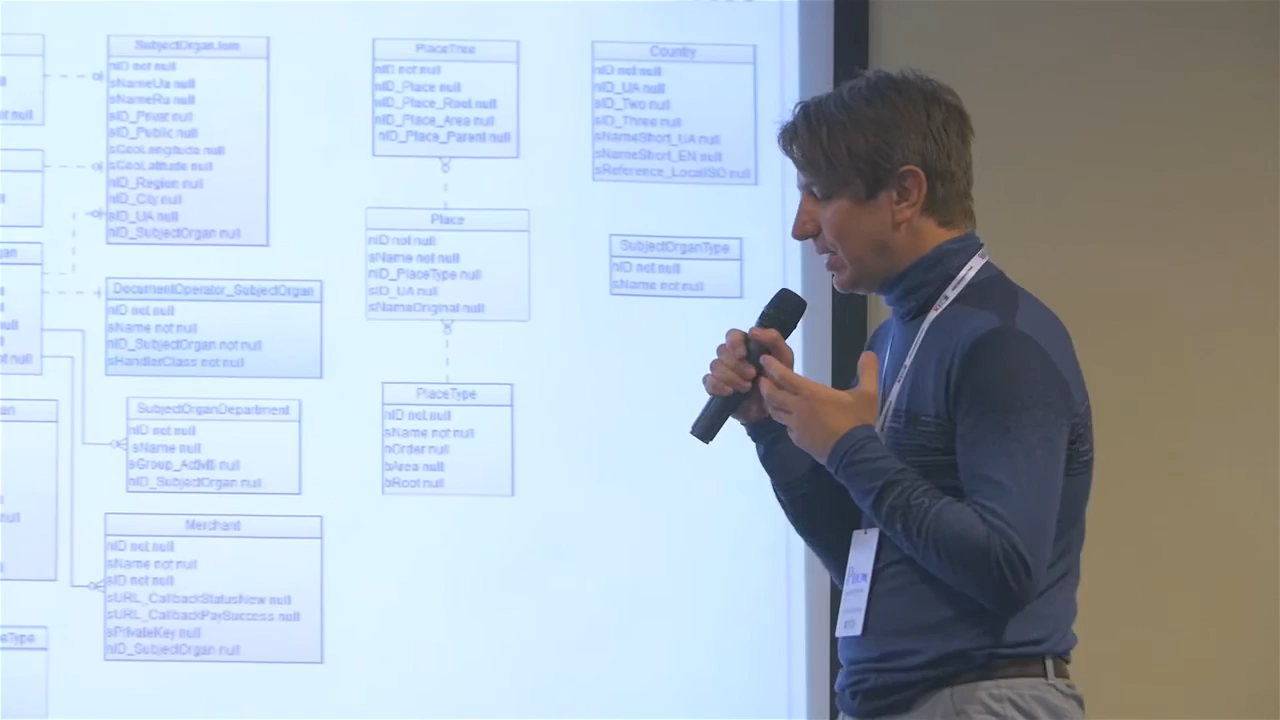 SubjectOrganJoin
nID not null
sNameUa null
sNameRu null
sID_Privat null
sID_Public null
sGeoLongitude null
sGeoLatitude null
nID_Region null
nID_City null
sID_UA null
nID_SubjectOrgan null
DocumentOperator_SubjectOrgan
nID not null
sName not null
nID_SubjectOrgan not null
sHandlerClass not null
SubjectOrganDepartment
nID not null
sName null
nID_SubjectOrgan null
Merchant
nID not null
sName not null
sID not null
sURL_CallbackStatusNew null
sURL_CallbackPaySuccess null
sPrivateKey null
nID_SubjectOrgan null
PlaceTree
nID not null
nID_Place null
nID_Place_Root null
nID_Place_Area null
nID_Place_Parent null
Place
nID not null
sName not null
nID_PlaceType null
sID_UA null
sNameOriginal null
PlaceType
nID not null
sName not null
nOrder null
bArea null
bRoot null
Country
nID not null
nID_UA null
sID_Two null
sID_Three null
sNameShort_UA null
sNameShort_EN null
sReference_LocalISO null
SubjectOrganType
nID not null
sName not null